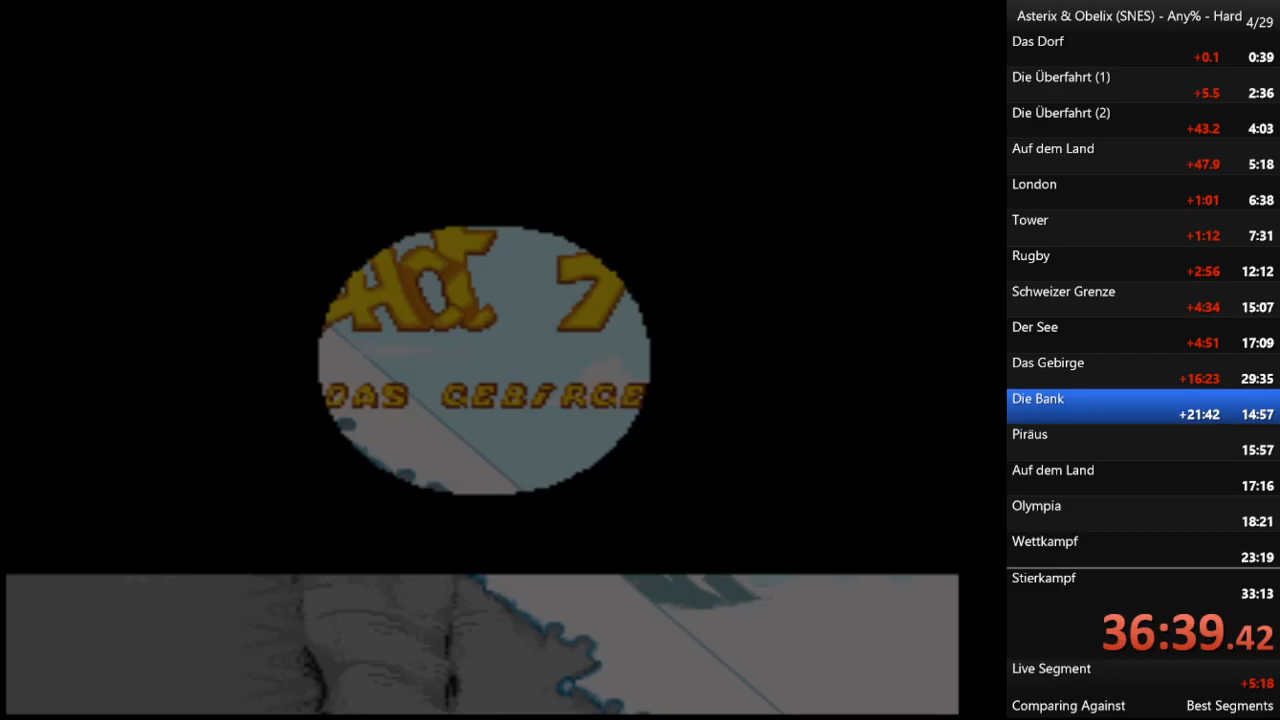 HOT 7
DAS GEBIRGE
Asterix & Obelix (SNES) - Any% - Hard 4/29
Das Dorf
+0.1 0:39
Die Überfahrt (1)
+5.5 2:36
Die Überfahrt (2)
+43.2 4:03
Auf dem Land
+47.9 5:18
London
+1:01 6:38
Tower
+1:12 7:31
Rugby
+2:56 12:12
Schweizer Grenze
+4:34 15:07
Der See
+4:51 17:09
Das Gebirge
+16:23 29:35
Die Bank
+21:42 14:57
Piräus
15:57
Auf dem Land
17:16
Olympia
18:21
Wettkampf
23:19
Stierkampf
33:13
36:39.42
Live Segment
+5:18
Comparing Against Best Segments